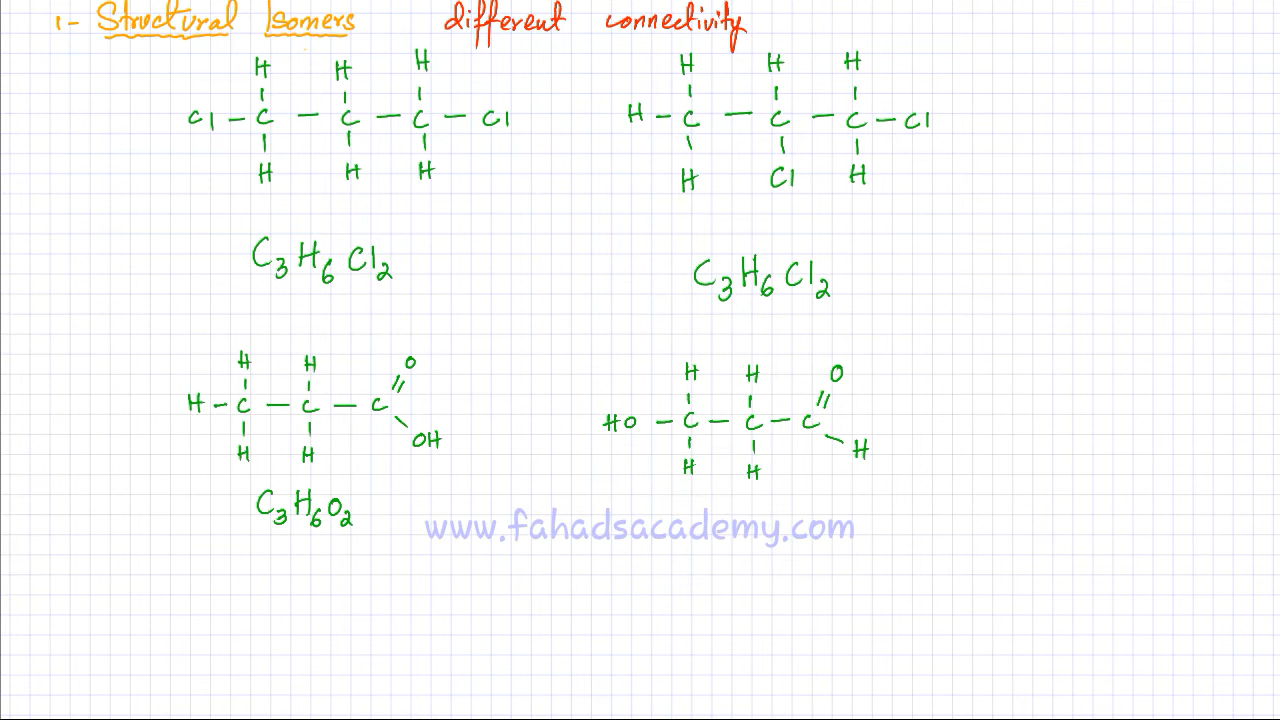 1- Structural Isomers different connectivity
H H H H H H
Cl - C - C - C - Cl H - C - C - C - Cl
H H H H Cl H
C3H6Cl2 C3H6Cl2
H H O H H O
H - C - C - C HO - C - C - C
OH H
H H H H
C3H6O2
www.fahadsacademy.com